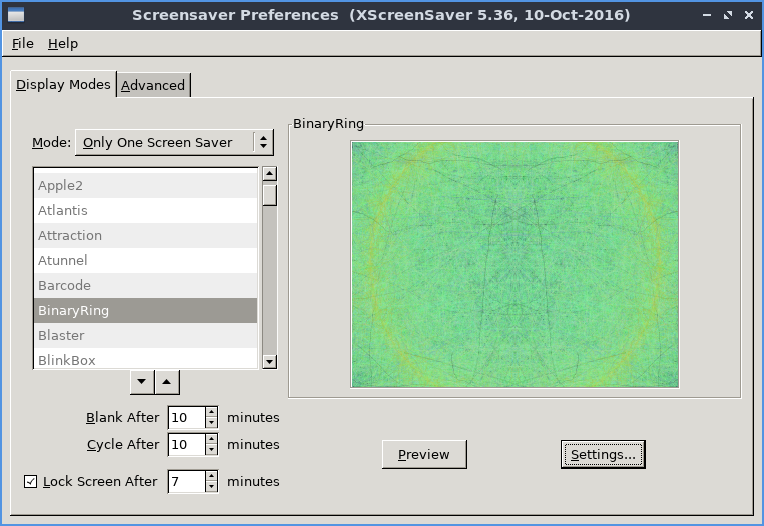 Screensaver Preferences  (XScreenSaver 5.36, 10-Oct-2016)
File Help
Display Modes Advanced
Mode: Only One Screen Saver
Apple2
Atlantis
Attraction
Atunnel
Barcode
BinaryRing
Blaster
BlinkBox
BinaryRing
Blank After 10 minutes
Cycle After 10 minutes
Lock Screen After 7 minutes
Preview Settings...